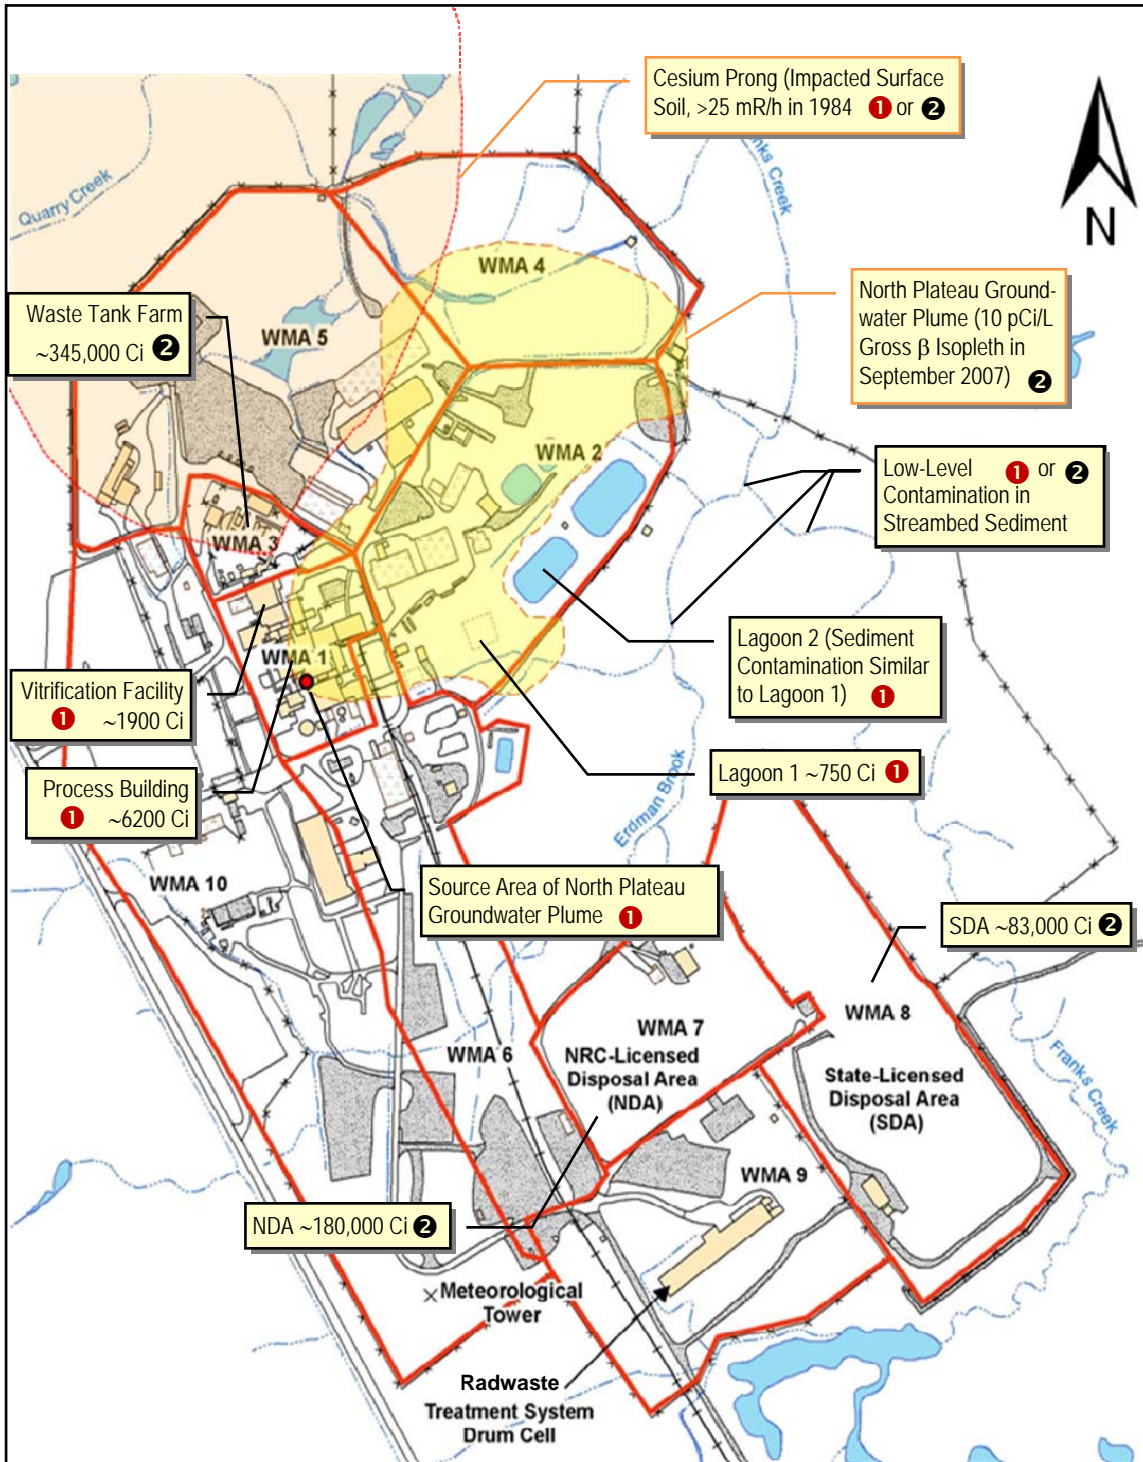 Cesium Prong (Impacted Surface
Soil, >25 mR/h in 1984 ❶ or ❷
Franks Creek
N
Quarry Creek
WMA 4
North Plateau Ground-
water Plume (10 pCi/L
Gross β Isopleth in
September 2007) ❷
Waste Tank Farm
~345,000 Ci ❷
WMA 5
WMA 2
Low-Level ❶ or ❷
Contamination in
Streambed Sediment
WMA 3
Lagoon 2 (Sediment
Contamination Similar
to Lagoon 1) ❶
WMA 1
Vitrification Facility
❶ ~1900 Ci
Lagoon 1 ~750 Ci ❶
Process Building
❶ ~6200 Ci
Erdman Brook
WMA 10
Source Area of North Plateau
Groundwater Plume ❶
SDA ~83,000 Ci ❷
WMA 8
WMA 7
NRC-Licensed
Disposal Area
(NDA)
WMA 6
State-Licensed
Disposal Area
(SDA)
Franks Creek
WMA 9
NDA ~180,000 Ci ❷
Meteorological
Tower
Radwaste
Treatment System
Drum Cell